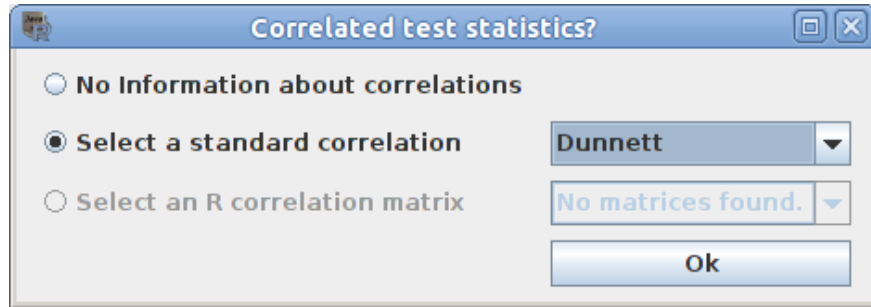 Correlated test statistics?
No Information about correlations
Select a standard correlation Dunnett
Select an R correlation matrix No matrices found.
Ok